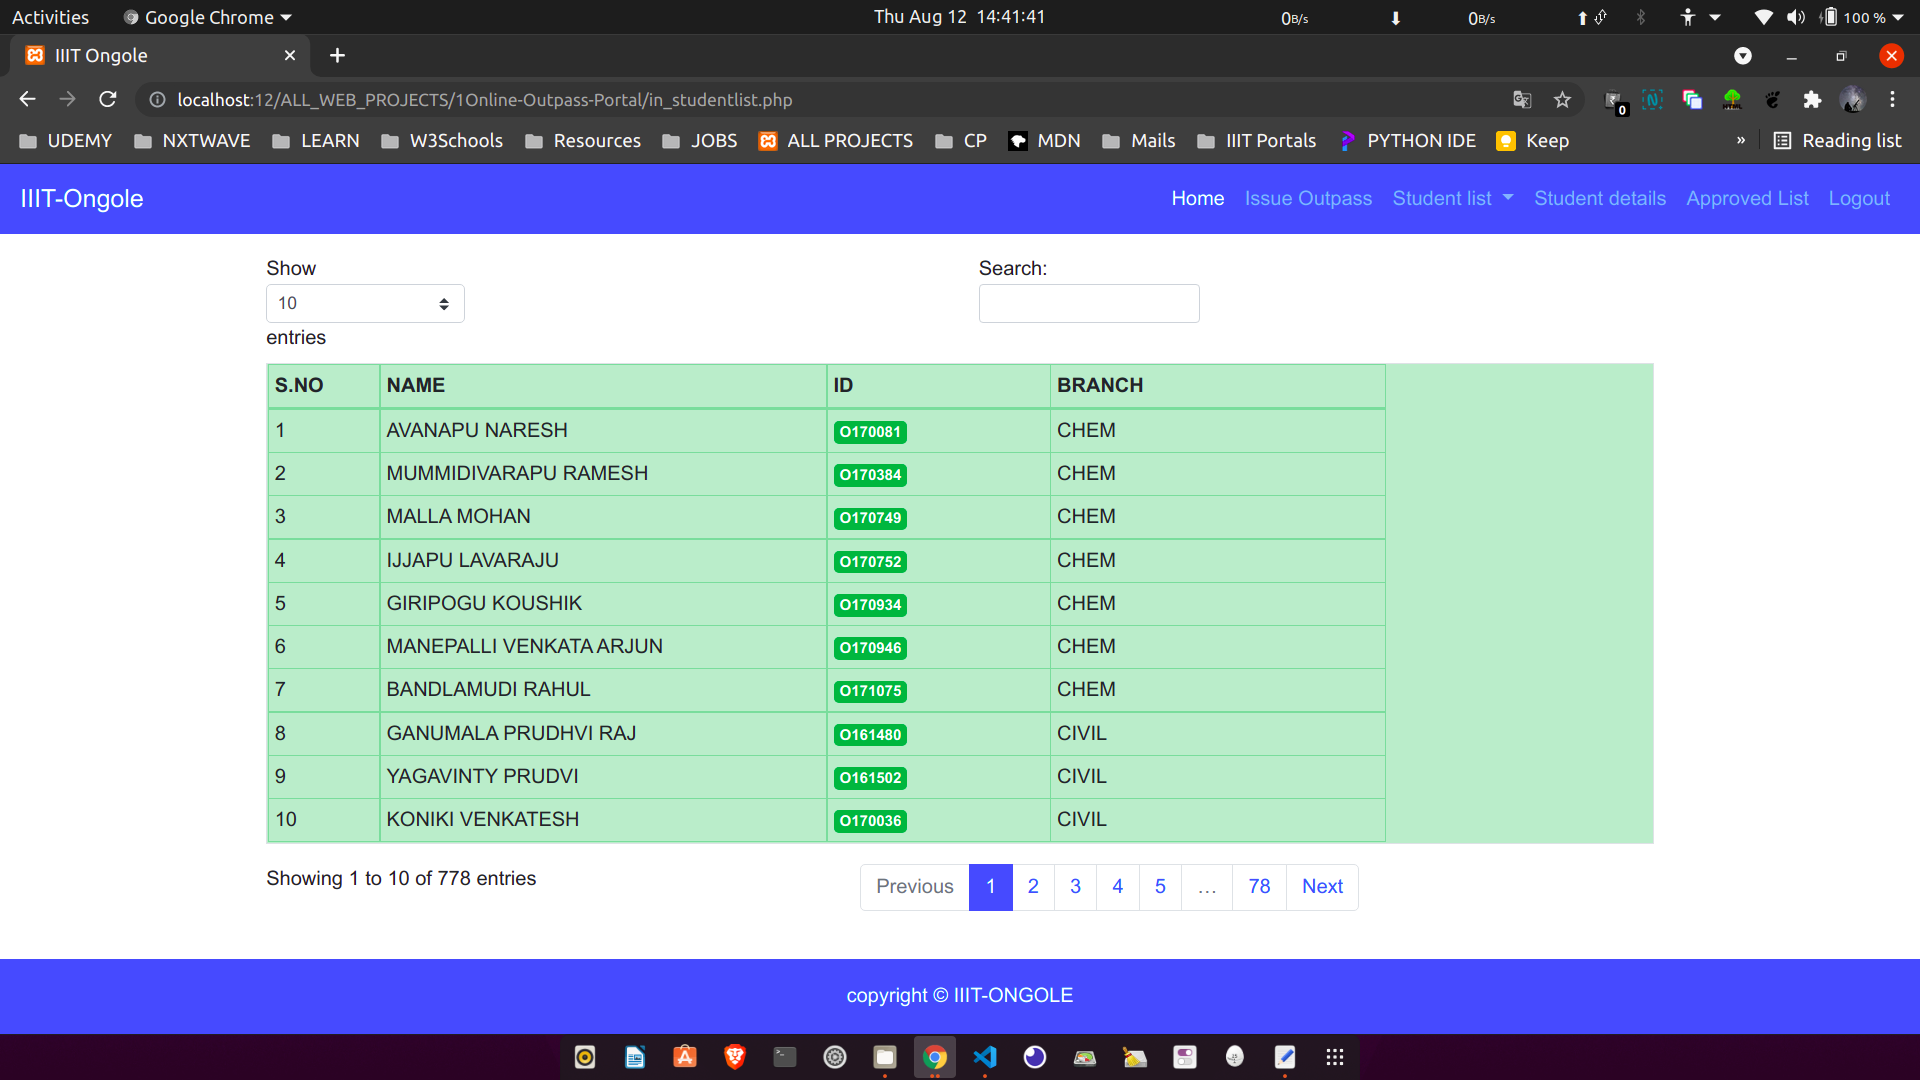 Activities Google Chrome Thu Aug 12 14:41:41 0B/s 0B/s 100 %
IIIT Ongole
localhost:12/ALL_WEB_PROJECTS/1Online-Outpass-Portal/in_studentlist.php 0
UDEMY NXTWAVE LEARN W3Schools Resources JOBS ALL PROJECTS CP MDN Mails IIIT Portals PYTHON IDE Keep » Reading list
IIIT-Ongole Home Issue Outpass Student list Student details Approved List Logout
Show Search:
10
entries
S.NO NAME ID BRANCH
1 AVANAPU NARESH O170081 CHEM
2 MUMMIDIVARAPU RAMESH O170384 CHEM
3 MALLA MOHAN O170749 CHEM
4 IJJAPU LAVARAJU O170752 CHEM
5 GIRIPOGU KOUSHIK O170934 CHEM
6 MANEPALLI VENKATA ARJUN O170946 CHEM
7 BANDLAMUDI RAHUL O171075 CHEM
8 GANUMALA PRUDHVI RAJ O161480 CIVIL
9 YAGAVINTY PRUDVI O161502 CIVIL
10 KONIKI VENKATESH O170036 CIVIL
Showing 1 to 10 of 778 entries Previous 1 2 3 4 5 … 78 Next
copyright © IIIT-ONGOLE